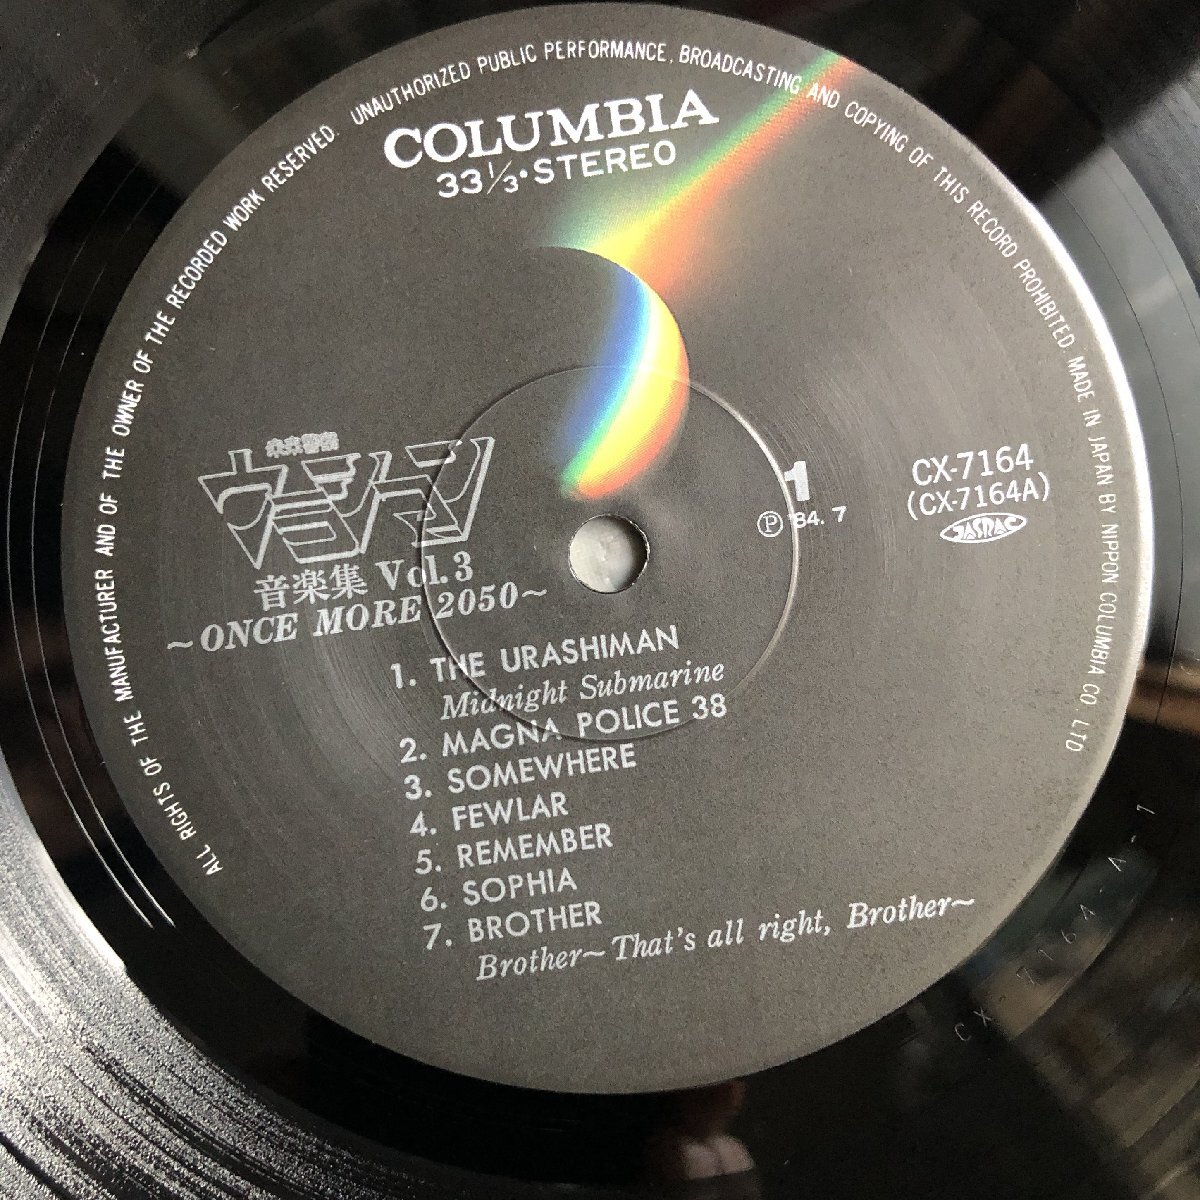 ALL RIGHTS OF THE MANUFACTURER AND OF THE OWNER OF THE RECORDED WORK RESERVED. UNAUTHORIZED PUBLIC PERFORMANCE, BROADCASTING AND COPYING OF THIS RECORD PROHIBITED. MADE IN JAPAN BY NIPPON COLUMBIA CO. LTD
COLUMBIA
33 1/3・STEREO
未来警察
ウラシマン
音楽集 Vol.3
~ONCE MORE 2050~
1
Ⓟ '84. 7
CX-7164
(CX-7164A)
JASRAC
1. THE URASHIMAN
Midnight Submarine
2. MAGNA POLICE 38
3. SOMEWHERE
4. FEWLAR
5. REMEMBER
6. SOPHIA
7. BROTHER
Brother~That's all right, Brother~
CX-7164-A-1